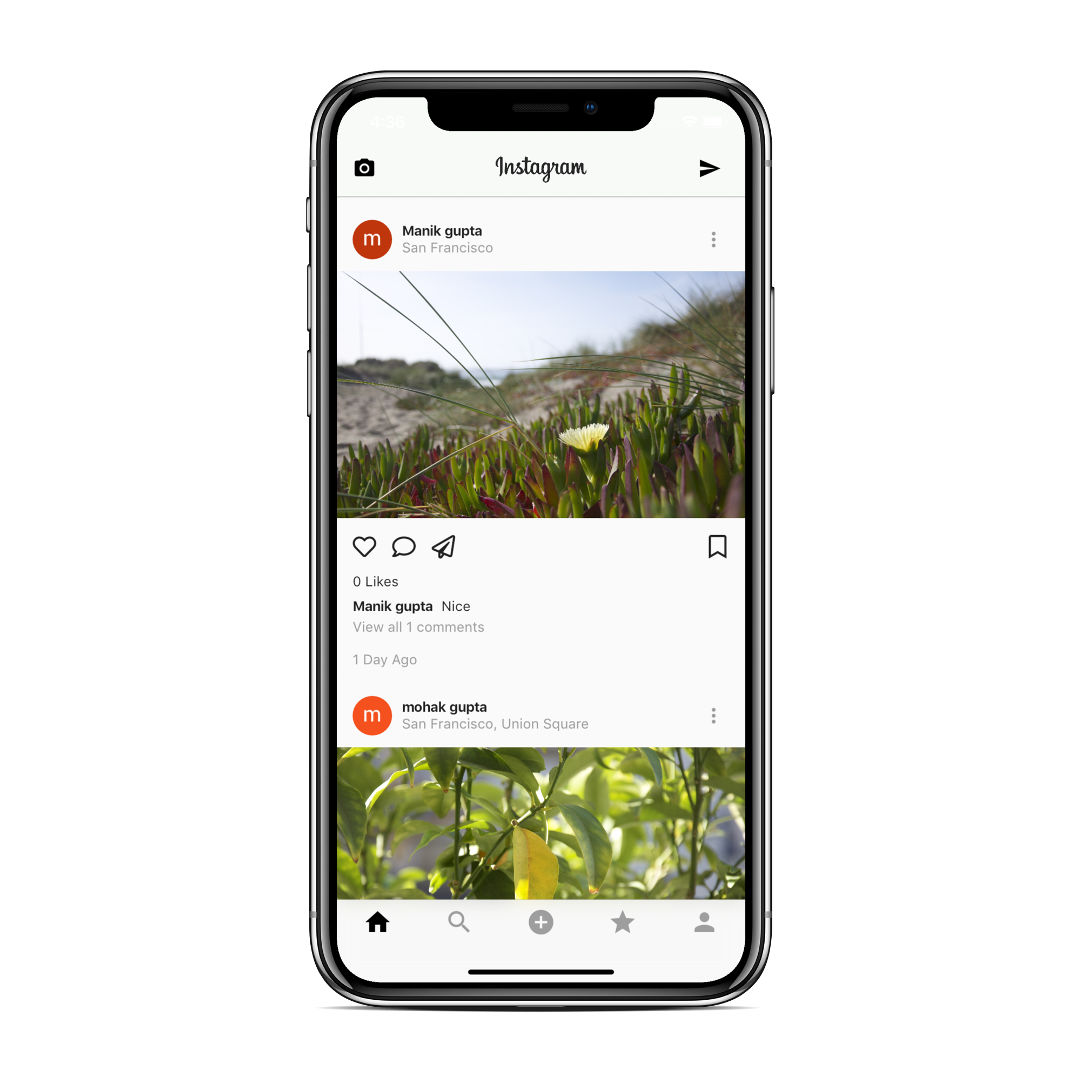 4:36
Instagram
m
Manik gupta
San Francisco
0 Likes
Manik gupta Nice
View all 1 comments
1 Day Ago
m
mohak gupta
San Francisco, Union Square